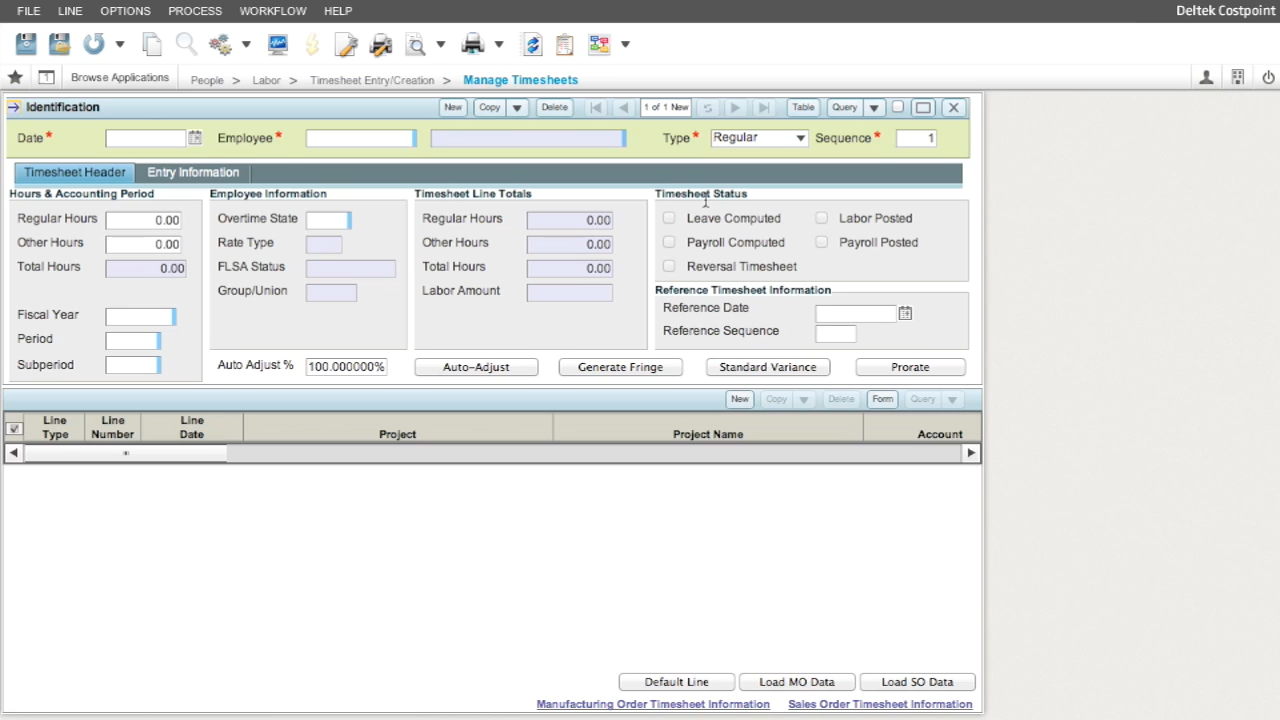 FILE LINE OPTIONS PROCESS WORKFLOW HELP Deltek Costpoint
1 Browse Applications People > Labor > Timesheet Entry/Creation > Manage Timesheets
Identification New Copy Delete 1 of 1 New Table Query
Date * Employee * Type * Regular Sequence * 1
Timesheet Header Entry Information
Hours & Accounting Period Employee Information Timesheet Line Totals Timesheet Status
Regular Hours 0.00 Overtime State Regular Hours 0.00 Leave Computed Labor Posted
Other Hours 0.00 Rate Type Other Hours 0.00 Payroll Computed Payroll Posted
Total Hours 0.00 FLSA Status Total Hours 0.00 Reversal Timesheet
Group/Union Labor Amount Reference Timesheet Information
Fiscal Year Reference Date
Period Reference Sequence
Subperiod Auto Adjust % 100.000000% Auto-Adjust Generate Fringe Standard Variance Prorate
New Copy Delete Form Query
Line Type Line Number Line Date Project Project Name Account
Default Line Load MO Data Load SO Data
Manufacturing Order Timesheet Information Sales Order Timesheet Information